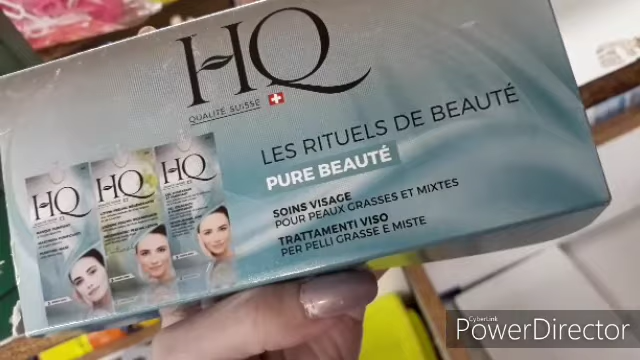 HQ
QUALITÉ SUISSE
LES RITUELS DE BEAUTÉ
PURE BEAUTÉ
SOINS VISAGE
POUR PEAUX GRASSES ET MIXTES
TRATTAMENTI VISO
PER PELLI GRASSE E MISTE
HQ
HQ
HQ
CyberLink
PowerDirector